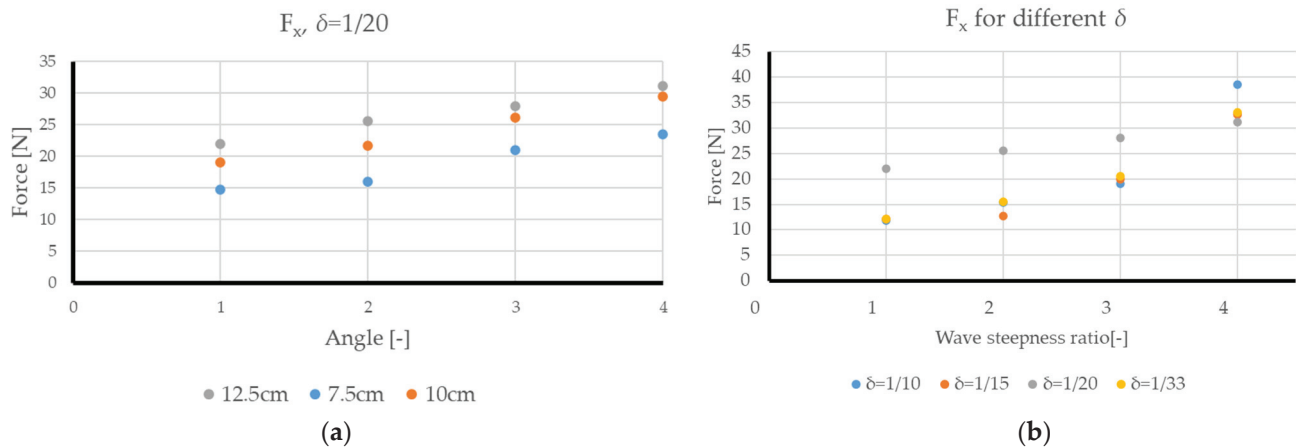 Fx, δ=1/20
Force [N]
35
30
25
20
15
10
5
0
0 1 2 3 4
Angle [-]
12.5cm 7.5cm 10cm
(a)
Fx for different δ
Force [N]
45
40
35
30
25
20
15
10
5
0
0 1 2 3 4
Wave steepness ratio[-]
δ=1/10 δ=1/15 δ=1/20 δ=1/33
(b)